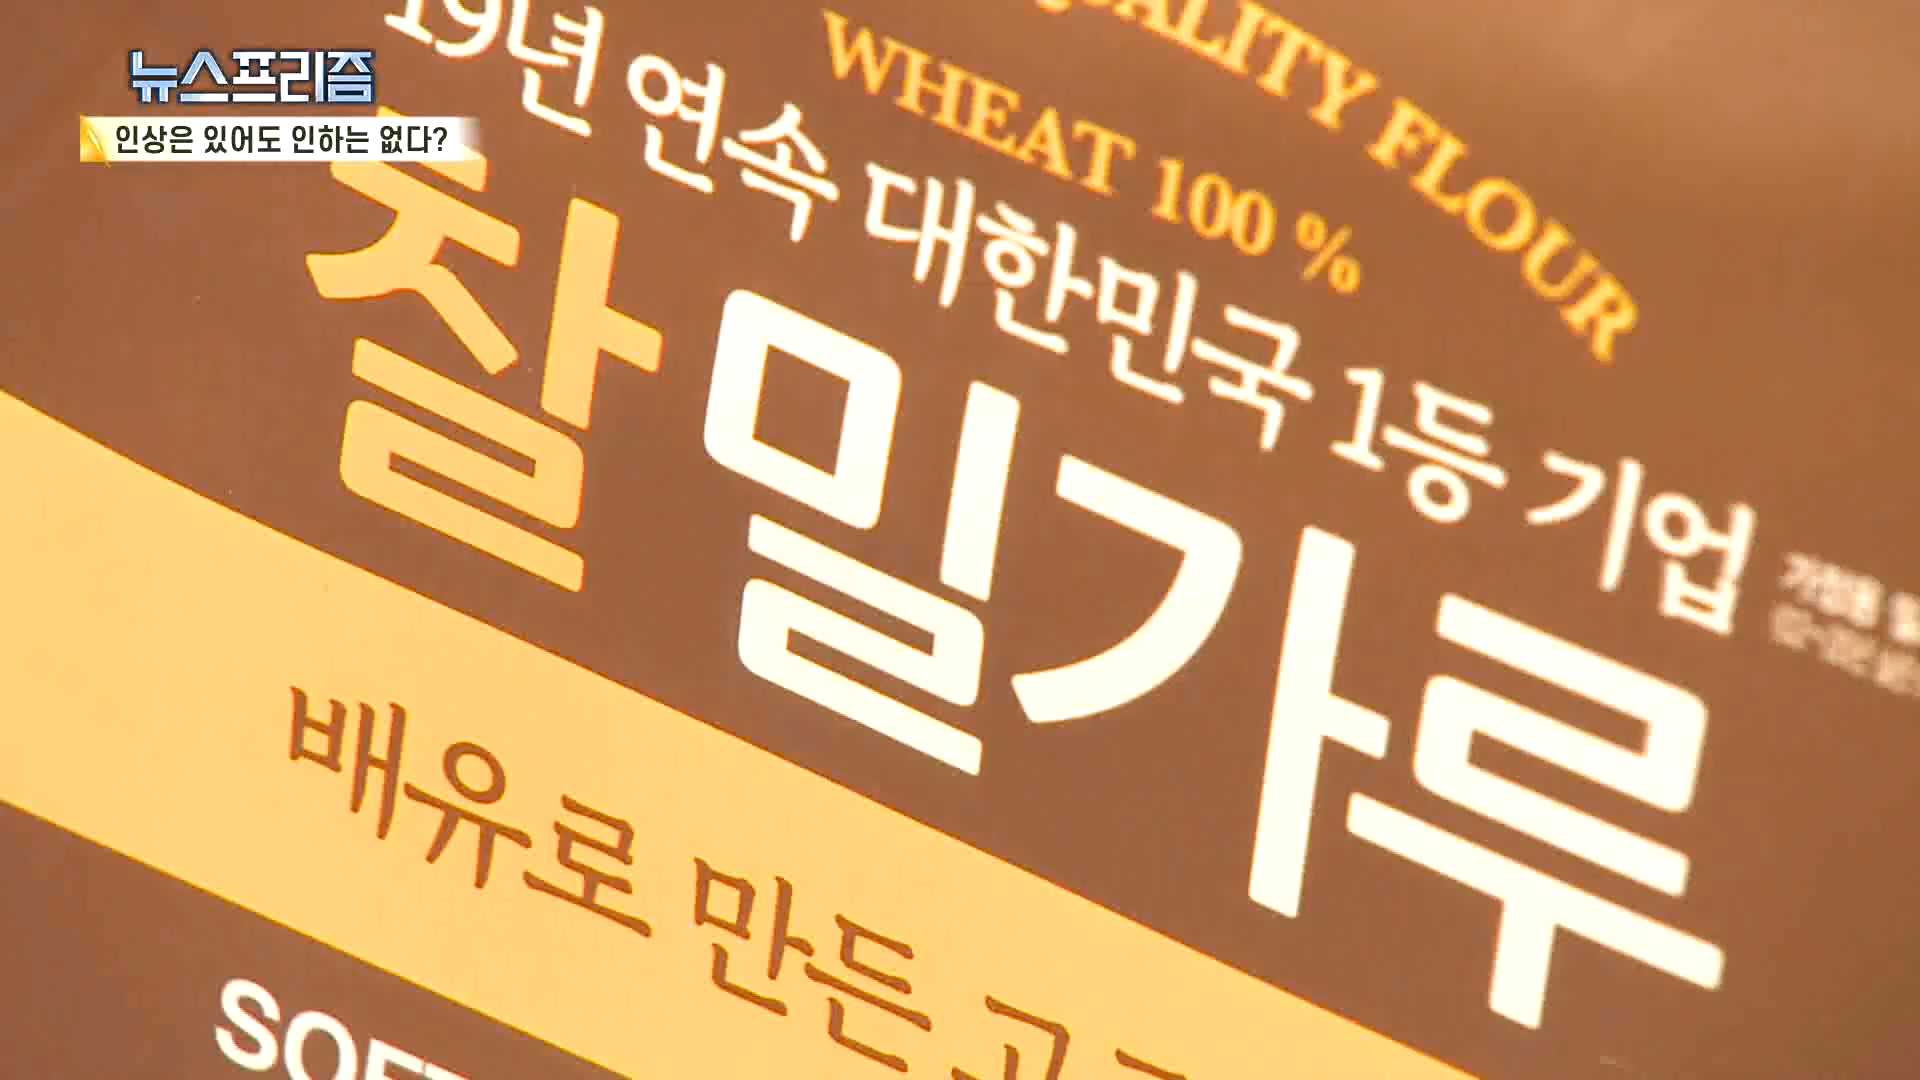 뉴스프리즘
인상은 있어도 인하는 없다?
QUALITY FLOUR
WHEAT 100 %
19년 연속 대한민국 1등 기업
찰 밀가루
배유로 만든